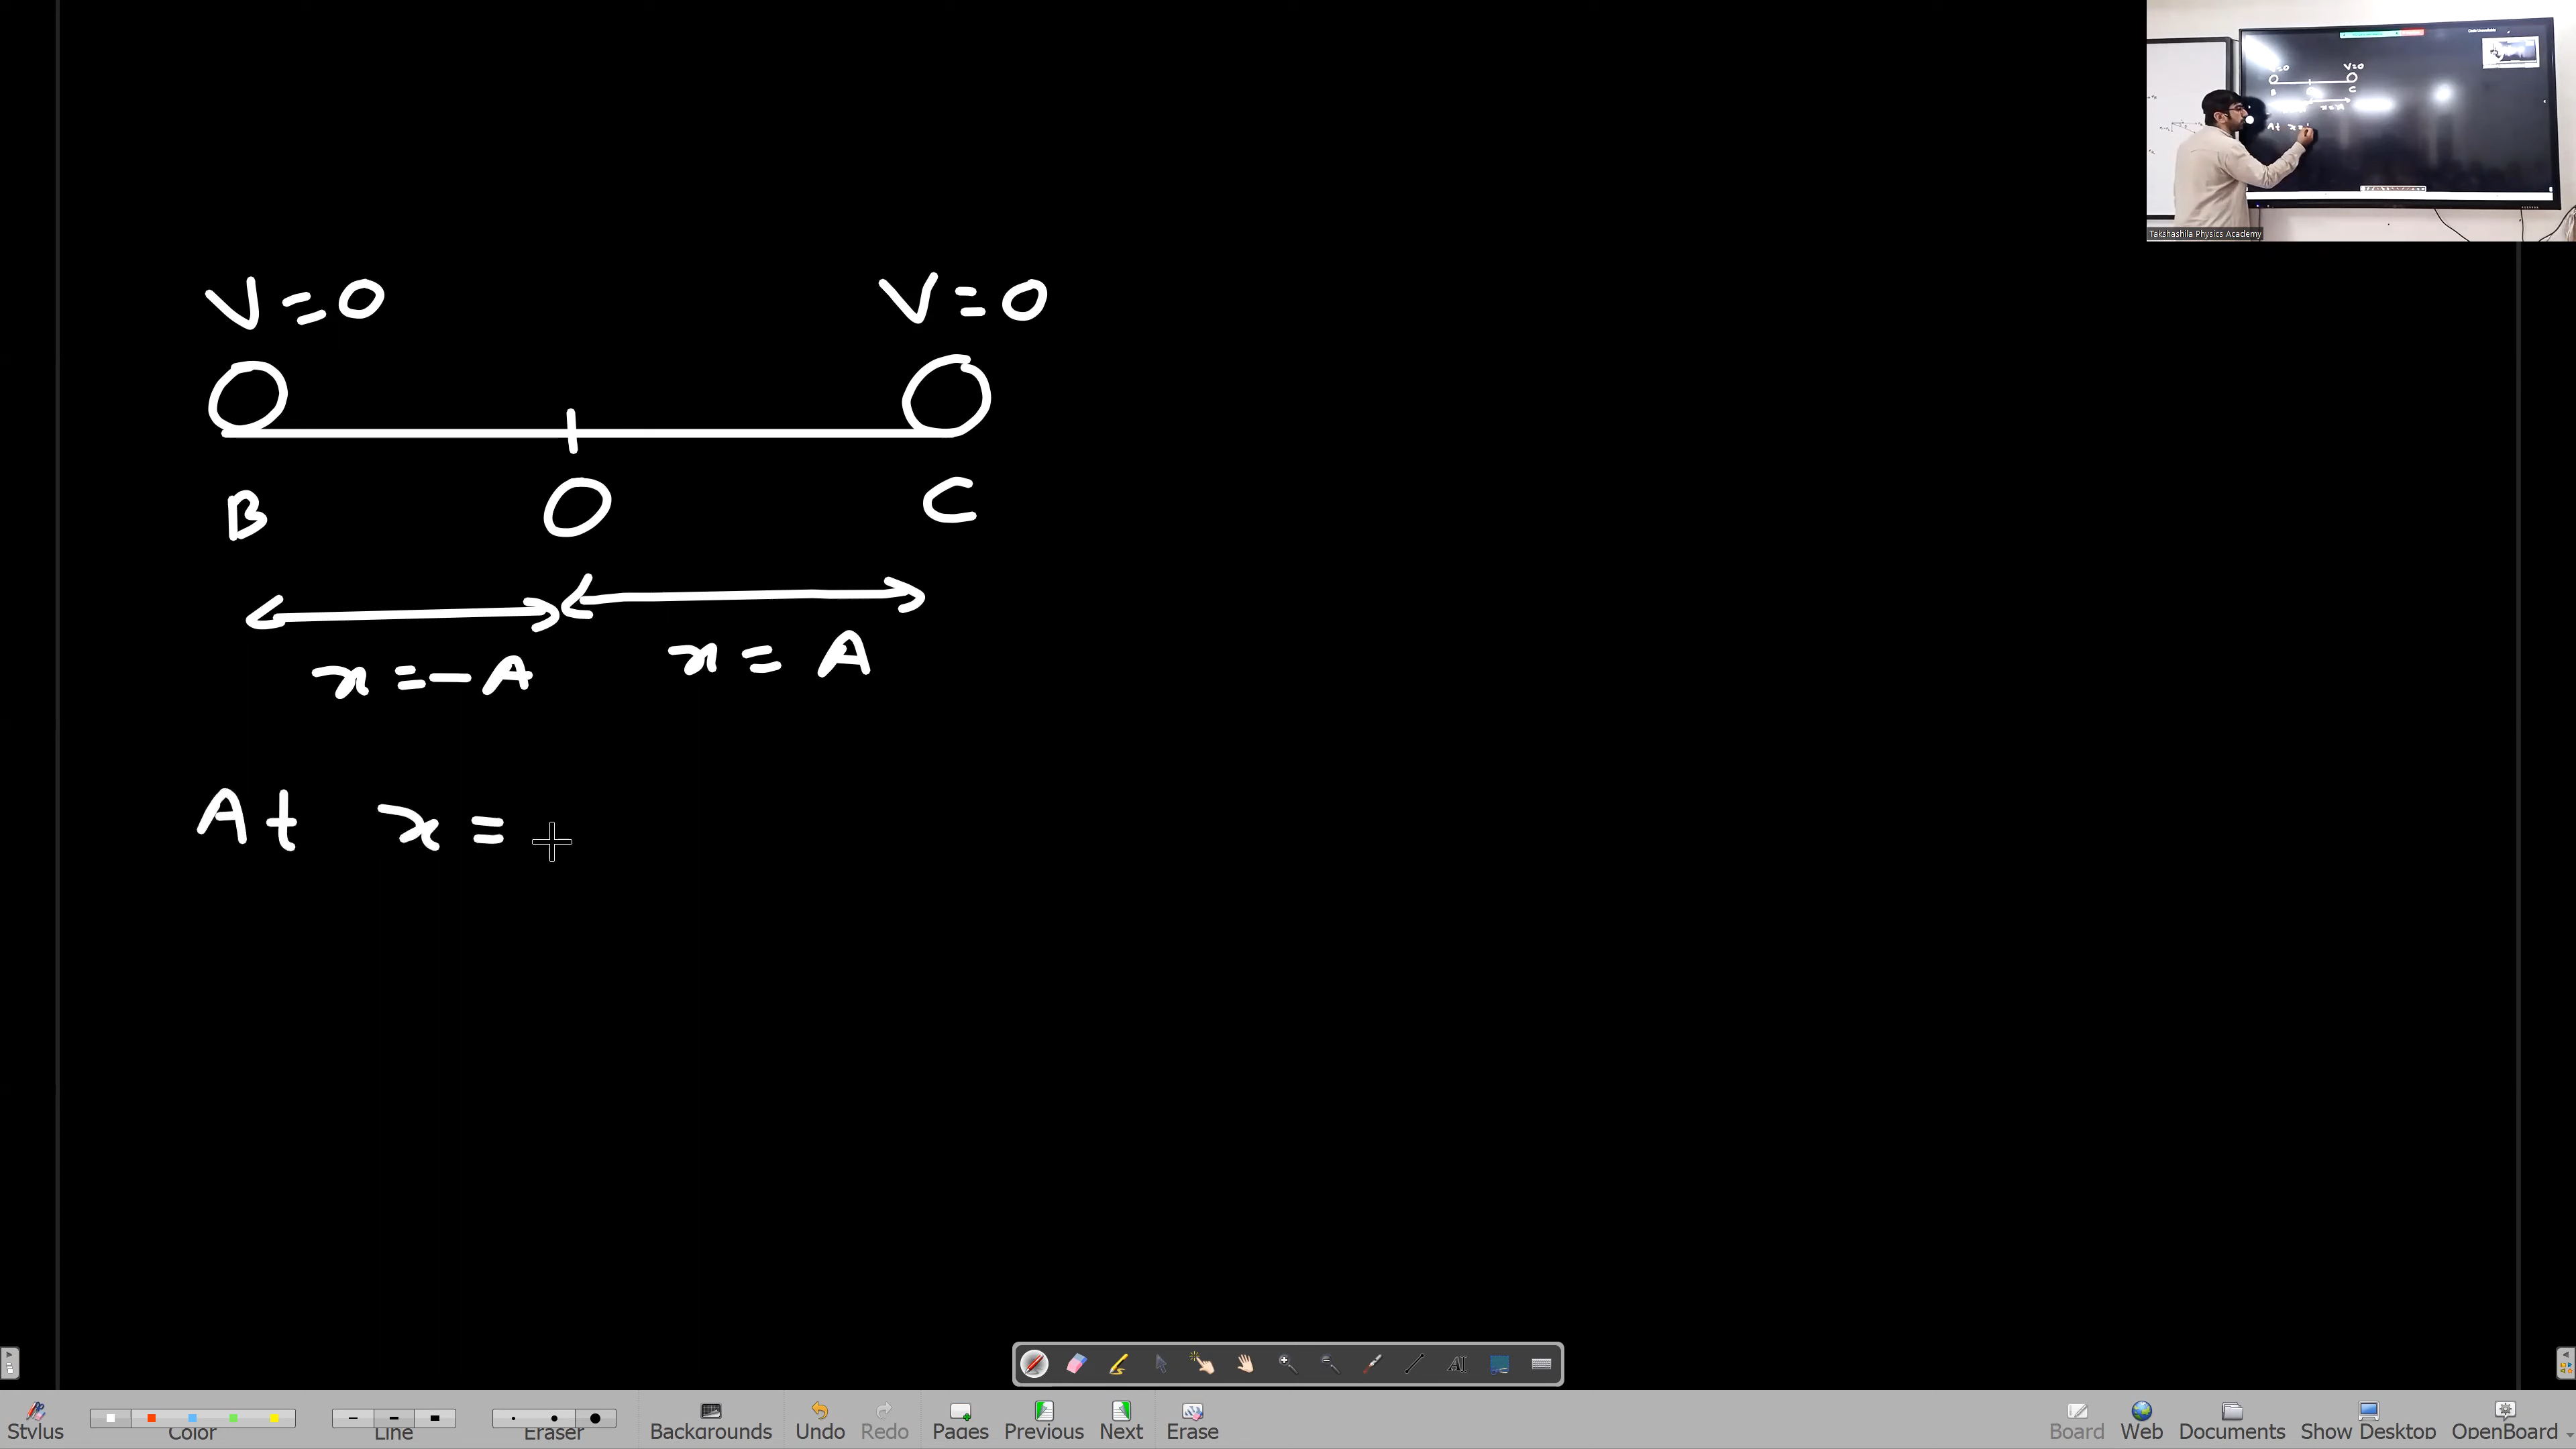 Takshashila Physics Academy
V=0 V=0
B O C
x=-A x=A
At x=
Stylus Color Line Eraser Backgrounds Undo Redo Pages Previous Next Erase Board Web Documents Show Desktop OpenBoard